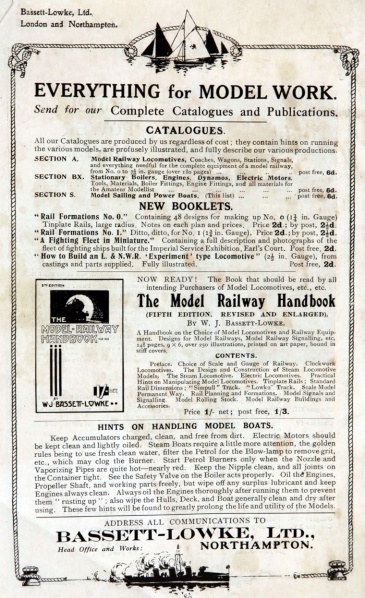 Bassett-Lowke, Ltd.
London and Northampton.
EVERYTHING for MODEL WORK.
Send for our Complete Catalogues and Publications.
CATALOGUES.
All our Catalogues are produced by us regardless of cost; they contain hints on running
the various models, are profusely illustrated, and fully describe our various productions.
SECTION A. Model Railway Locomotives, Coaches, Wagons, Stations, Signals,
and everything needful for the complete equipment of a model railway,
from No. 0 to 7¼ in. gauge (over 160 pages) ... post free, 6d.
SECTION BX. Stationary Boilers, Engines, Dynamos, Electric Motors.
Tools, Materials, Boiler Fittings, Engine Fittings, and all materials for
the Amateur Modellist ... post free, 6d.
SECTION S. Model Sailing and Power Boats. (This list) ... post free, 6d.
NEW BOOKLETS.
"Rail Formations No. 0." Containing 48 designs for making up No. 0 (1¼ in. Gauge)
Tinplate Rails, large radius. Notes on each plan and prices. Price 2d.; by post, 2½d.
"Rail Formations No. 1." Ditto, ditto, for No. 1 (1¾ in. Gauge). Price 2d.; by post, 2½d.
"A Fighting Fleet in Miniature." Containing a full description and photographs of the
fleet of fighting ships built for the Imperial Service Exhibition, Earl's Court. Post free, 2d.
"How to Build an L. & N.W.R. 'Experiment' type Locomotive" (2½ in. Gauge), from
castings and parts supplied. Fully illustrated. Post free, 2d.
5TH EDITION
THE
MODEL·RAILWAY
HANDBOOK
1/- NET
W·J·BASSETT-LOWKE
NOW READY! The Book that should be read by all
intending Purchasers of Model Locomotives, etc., etc.
The Model Railway Handbook
(FIFTH EDITION, REVISED AND ENLARGED),
By W. J. BASSETT-LOWKE.
A Handbook on the Choice of Model Locomotives and Railway Equip-
ment. Designs for Model Railways, Model Railway Signalling, etc.
148 pages, 9 × 6, over 150 illustrations, printed on art paper, bound in
stiff covers.
CONTENTS.
Preface. Choice of Scale and Gauge of Railway. Clockwork
Locomotives. The Design and Construction of Steam Locomotive
Models. The Steam Locomotive. Electric Locomotives. Practical
Hints on Manipulating Model Locomotives. Tinplate Rails; Standard
Rail Dimensions; "Simpull" Track. "Lowko" Track. Scale Model
Permanent Way. Rail Planning and Formations. Model Signals and
Signalling. Model Rolling Stock. Model Railway Buildings and
Accessories.
Price 1/- net; post free, 1/3.
HINTS ON HANDLING MODEL BOATS.
Keep Accumulators charged, clean, and free from dirt. Electric Motors should
be kept clean and lightly oiled. Steam Boats require a little more attention, the golden
rules being to use fresh clean water, filter the Petrol for the Blow-lamp to remove grit,
etc., which may clog the Burner. Start Petrol Burners only when the Nozzle and
Vaporizing Pipes are quite hot—nearly red. Keep the Nipple clean, and all joints on
the Container tight. See the Safety Valve on the Boiler acts properly. Oil the Engines,
Propeller Shaft, and working parts freely, but wipe off any surplus lubricant and keep
Engines always clean. Always oil the Engines thoroughly after running them to prevent
them "rusting up"; also wipe the Hulls, Deck, and Boat generally clean and dry after
using. These few hints will be found to greatly prolong the life and utility of the Models.
ADDRESS ALL COMMUNICATIONS TO
BASSETT-LOWKE, LTD.,
Head Office and Works: NORTHAMPTON.